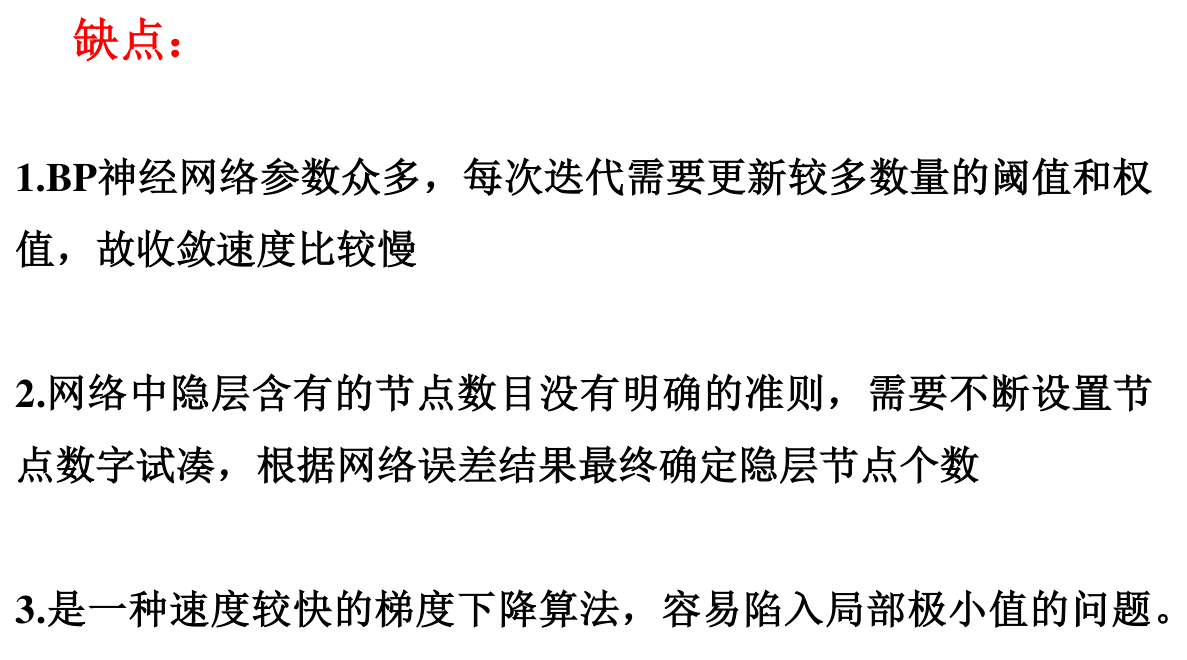 缺点：
1.BP神经网络参数众多，每次迭代需要更新较多数量的阈值和权
值，故收敛速度比较慢
2.网络中隐层含有的节点数目没有明确的准则，需要不断设置节
点数字试凑，根据网络误差结果最终确定隐层节点个数
3.是一种速度较快的梯度下降算法，容易陷入局部极小值的问题。